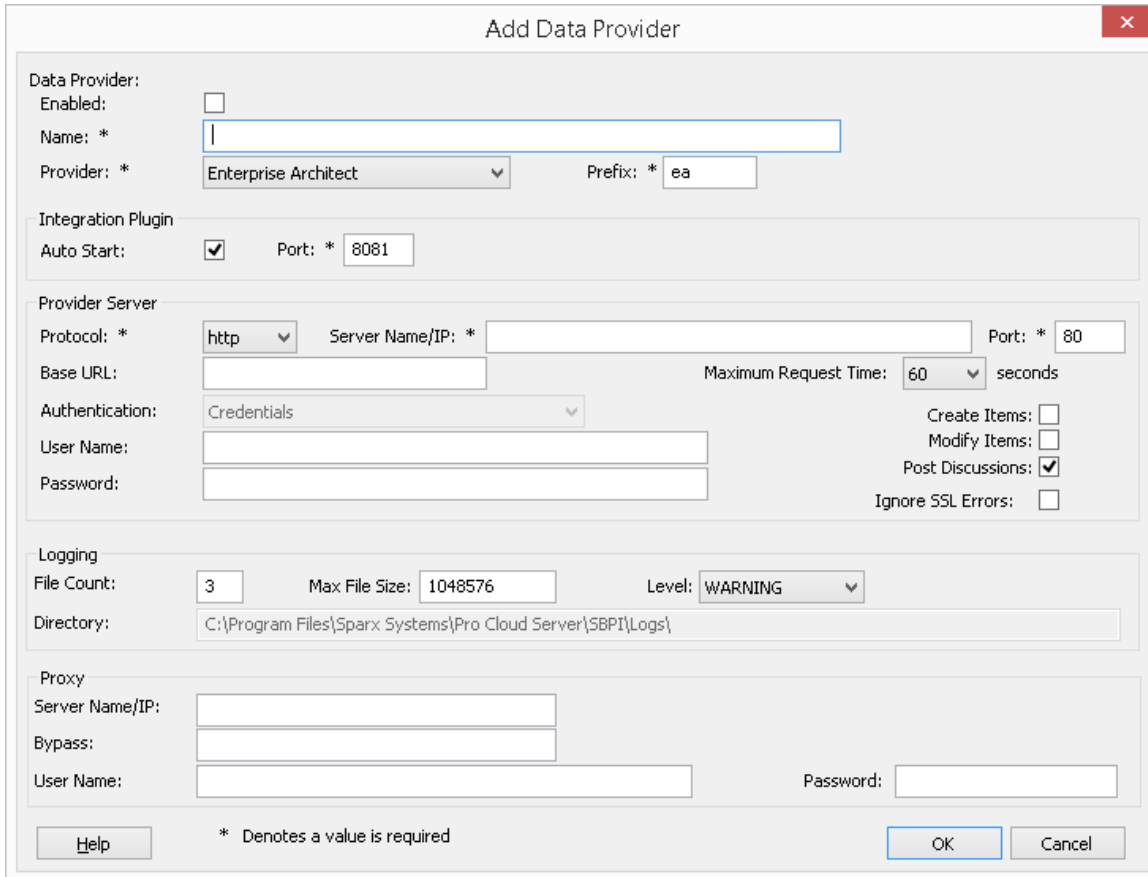 Add Data Provider
Data Provider:
Enabled:
Name: *
Provider: * Enterprise Architect Prefix: * ea
Integration Plugin
Auto Start: Port: * 8081
Provider Server
Protocol: * http Server Name/IP: * Port: * 80
Base URL: Maximum Request Time: 60 seconds
Authentication: Credentials Create Items:
User Name: Modify Items:
Post Discussions:
Password:
Ignore SSL Errors:
Logging
File Count: 3 Max File Size: 1048576 Level: WARNING
Directory: C:\Program Files\Sparx Systems\Pro Cloud Server\SBPI\Logs\
Proxy
Server Name/IP:
Bypass:
User Name: Password:
Help * Denotes a value is required OK Cancel